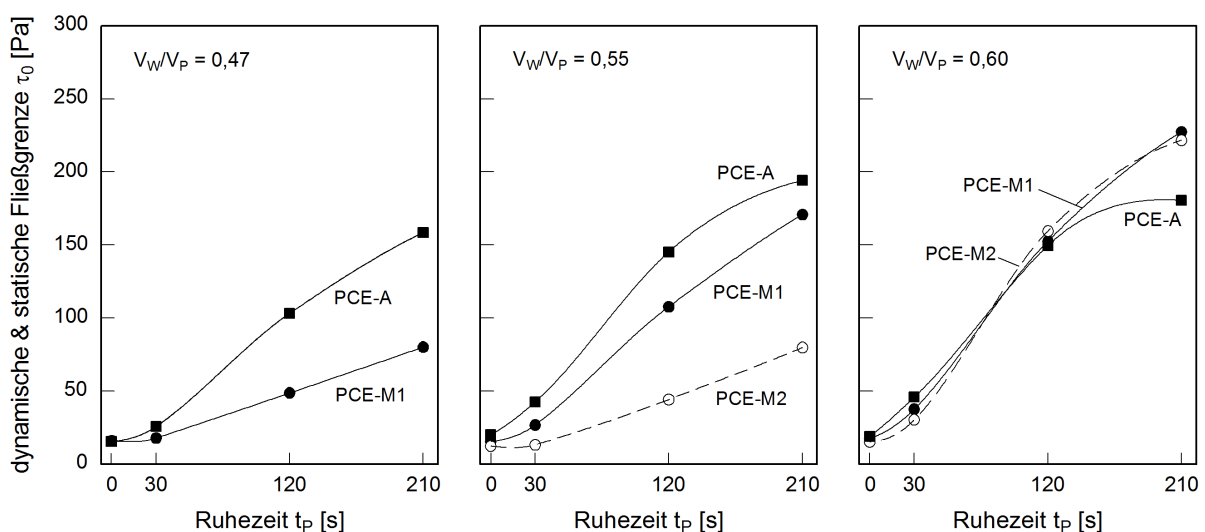 dynamische & statische Fließgrenze τ0 [Pa]
300
250
200
150
100
50
0
VW/VP = 0,47
PCE-A
PCE-M1
0 30 120 210
Ruhezeit tP [s]
VW/VP = 0,55
PCE-A
PCE-M1
PCE-M2
0 30 120 210
Ruhezeit tP [s]
VW/VP = 0,60
PCE-M1
PCE-A
PCE-M2
0 30 120 210
Ruhezeit tP [s]